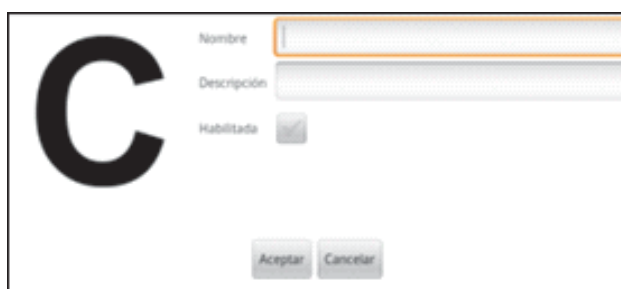 C
Nombre
Descripción
Habilitada
Aceptar Cancelar